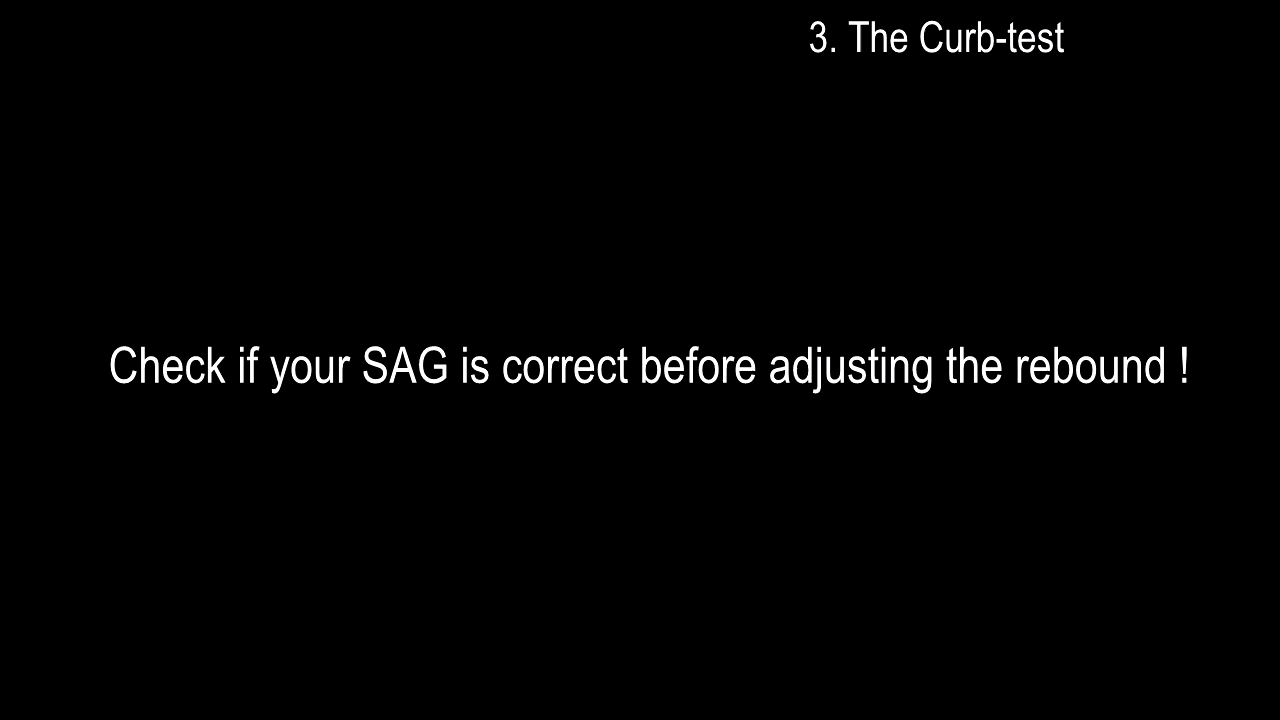 3. The Curb-test
Check if your SAG is correct before adjusting the rebound !